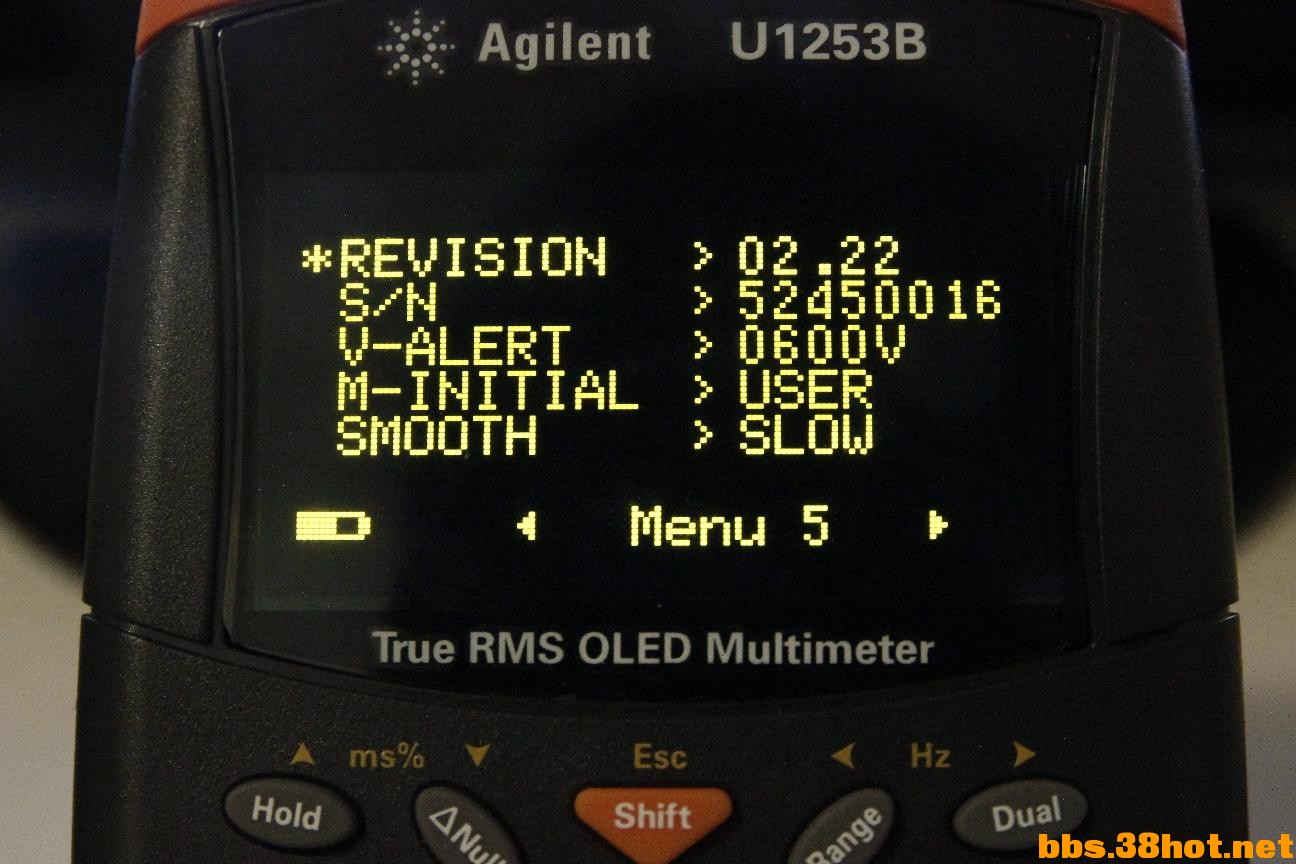 Agilent U1253B
*REVISION > 02.22
S/N > 52450016
V-ALERT > 0600V
M-INITIAL > USER
SMOOTH > SLOW
Menu 5
True RMS OLED Multimeter
ms% Esc Hz
Hold ΔNull Shift Range Dual
bbs.38hot.net